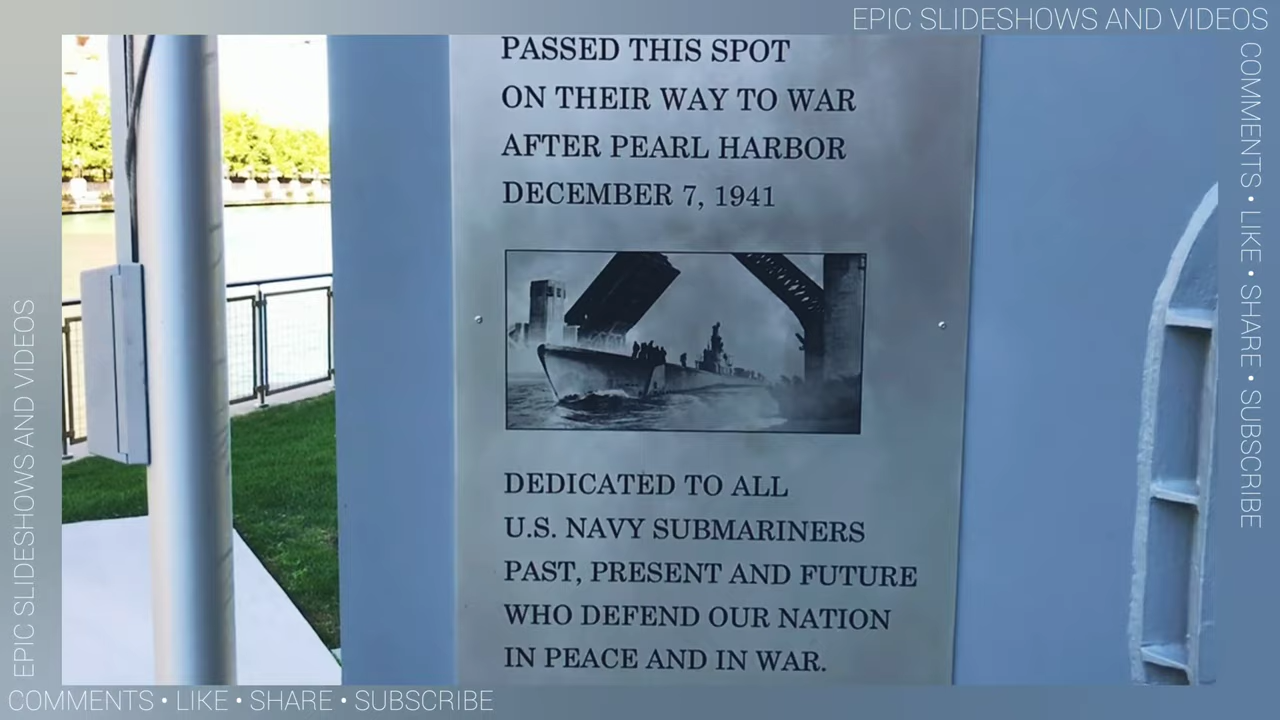 EPIC SLIDESHOWS AND VIDEOS
COMMENTS • LIKE • SHARE • SUBSCRIBE
PASSED THIS SPOT
ON THEIR WAY TO WAR
AFTER PEARL HARBOR
DECEMBER 7, 1941
DEDICATED TO ALL
U.S. NAVY SUBMARINERS
PAST, PRESENT AND FUTURE
WHO DEFEND OUR NATION
IN PEACE AND IN WAR.
EPIC SLIDESHOWS AND VIDEOS
COMMENTS • LIKE • SHARE • SUBSCRIBE